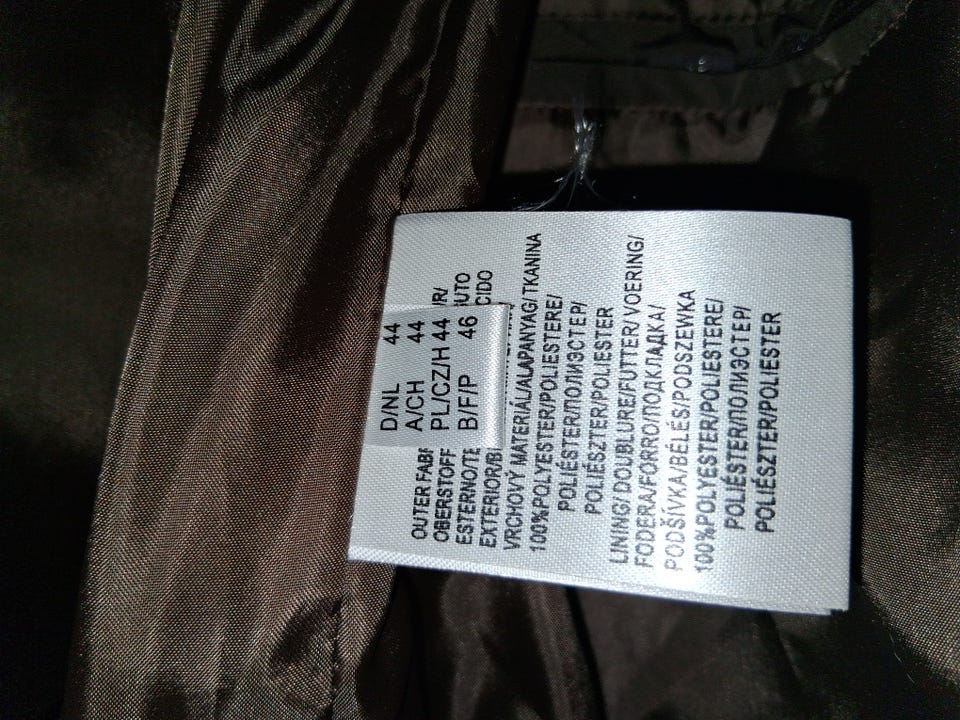 D/NL 44
A/CH 44
PL/CZ/H 44
B/F/P 46
OUTER
OBERSTOFF
VRCHOVÝ MATERIÁL/ALAPANYAG/TKANINA
100%POLYESTER/POLIESTERE/
POLIÉSTER/ПОЛИЭСТЕР/
POLIÉSZTER/POLIESTER
LINING/ DOUBLURE/FUTTER/ VOERING/
FODERA/FORRO/ПОДКЛАДКА/
PODŠÍVKA/BÉLÉS/PODSZEWKA
100%POLYESTER/POLIESTERE/
POLIÉSTER/ПОЛИЭСТЕР/
POLIÉSZTER/POLIESTER